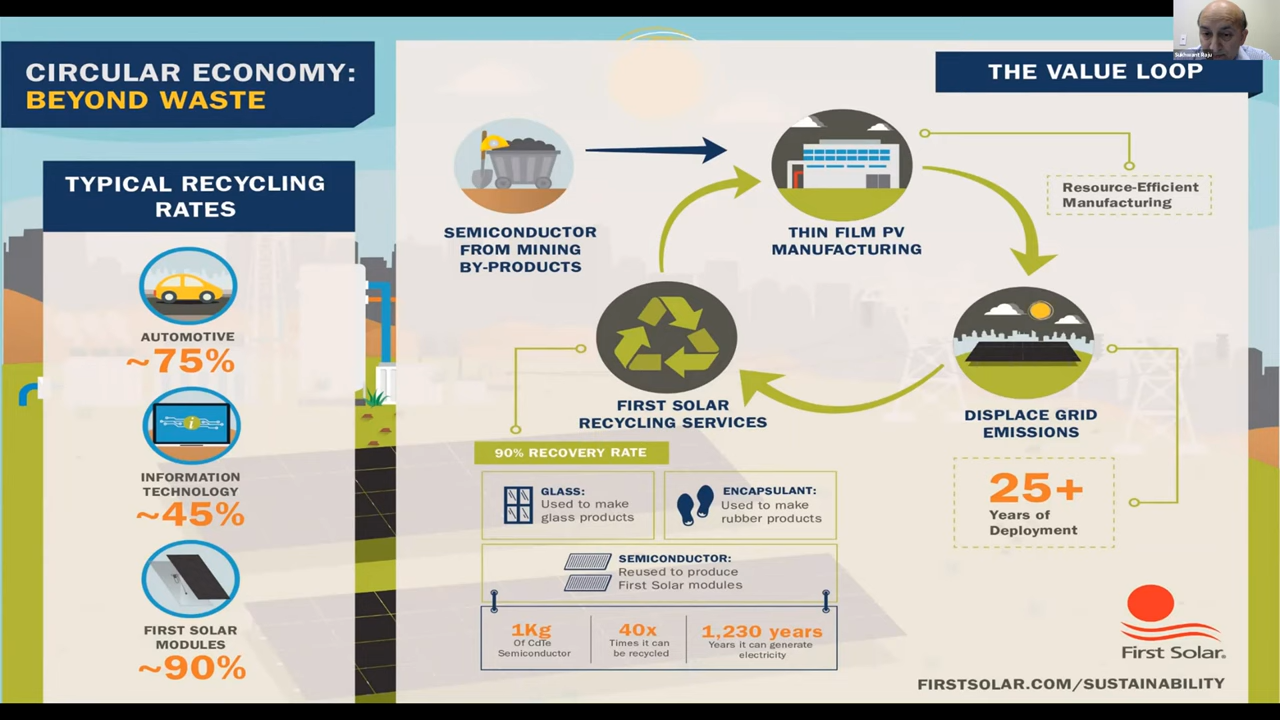 CIRCULAR ECONOMY:
BEYOND WASTE
TYPICAL RECYCLING
RATES
AUTOMOTIVE
~75%
INFORMATION
TECHNOLOGY
~45%
FIRST SOLAR
MODULES
~90%
THE VALUE LOOP
SEMICONDUCTOR
FROM MINING
BY-PRODUCTS
THIN FILM PV
MANUFACTURING
Resource-Efficient
Manufacturing
FIRST SOLAR
RECYCLING SERVICES
DISPLACE GRID
EMISSIONS
25+
Years of
Deployment
90% RECOVERY RATE
GLASS:
Used to make
glass products
ENCAPSULANT:
Used to make
rubber products
SEMICONDUCTOR:
Reused to produce
First Solar modules
1Kg
Of CdTe
Semiconductor
40x
Times it can
be recycled
1,230 years
Years it can generate
electricity
First Solar.
FIRSTSOLAR.COM/SUSTAINABILITY
Sukhwant Raju